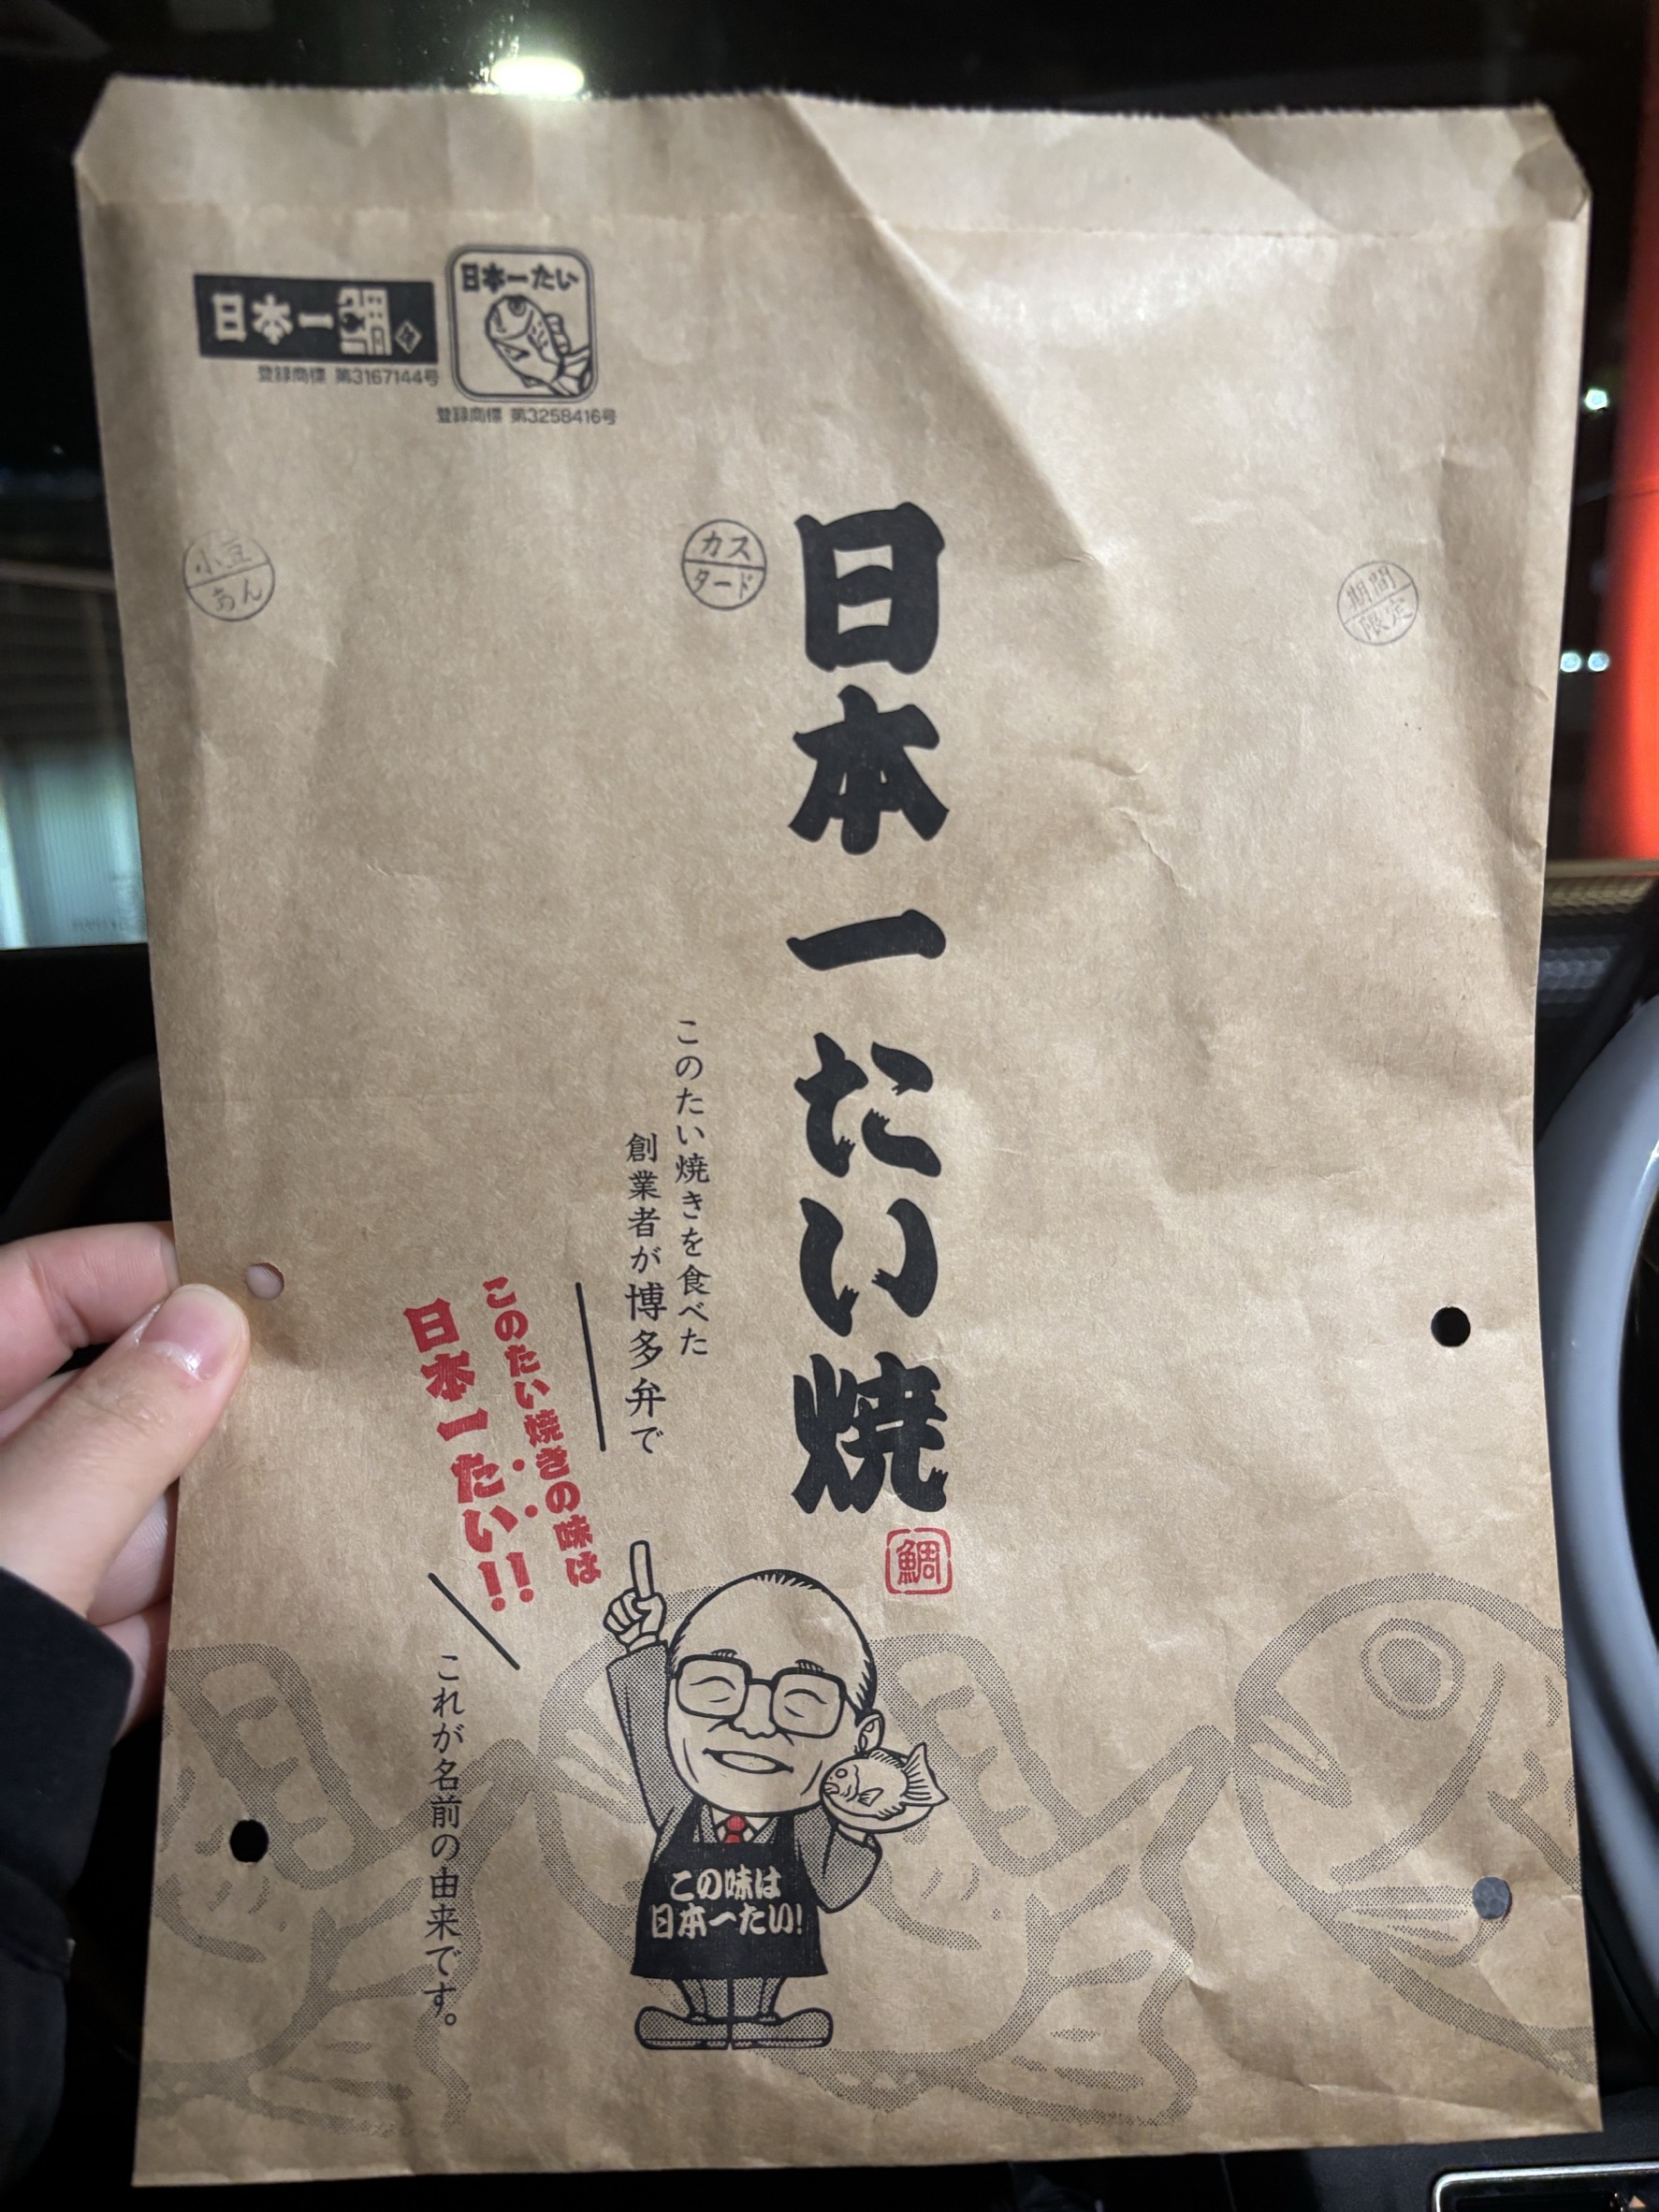 日本一鯛
登録商標 第3167144号
日本一たい
登録商標 第3258416号
小豆
あん
カス
タード
期間
限定
日本一たい焼
鯛
このたい焼きを食べた
創業者が博多弁で
このたい焼きの味は
日本一たい!!
これが名前の由来です。
この味は
日本一たい!